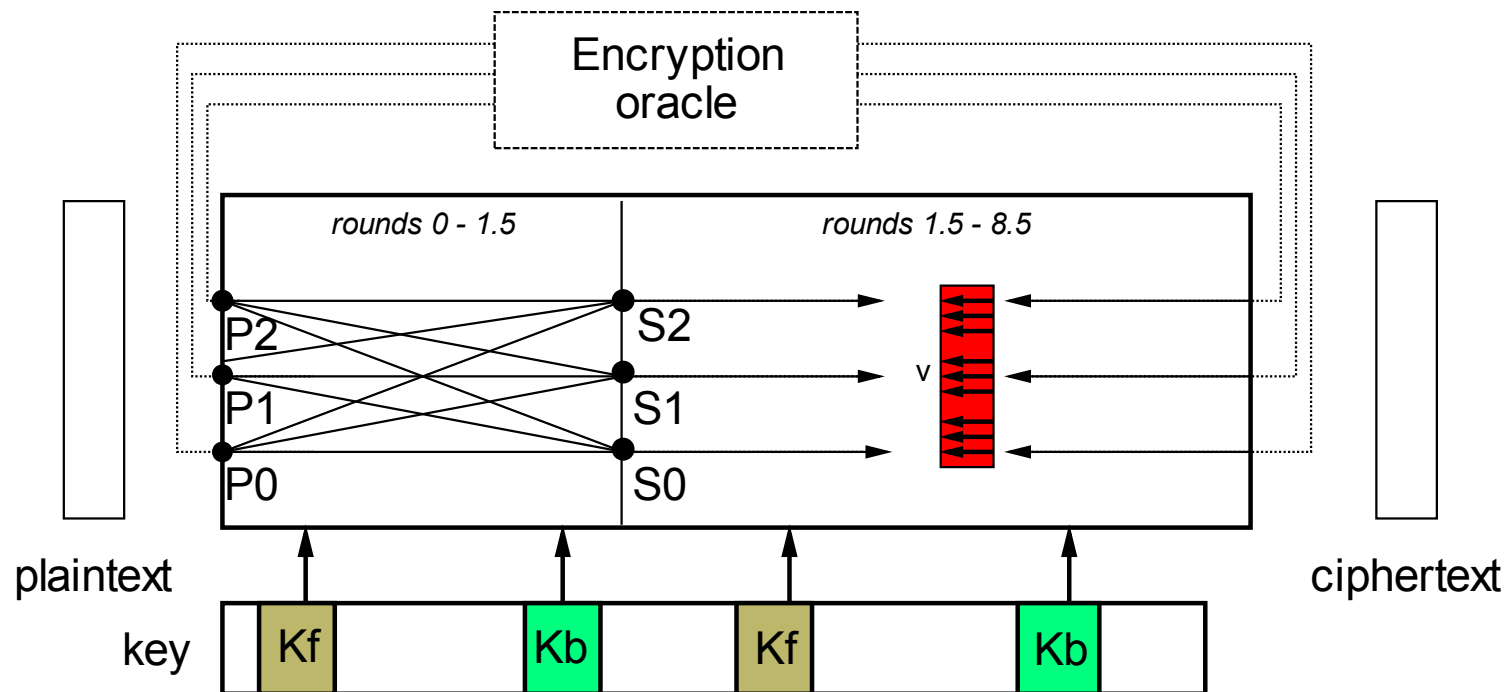 Encryption
oracle
rounds 0 - 1.5
rounds 1.5 - 8.5
P2
S2
P1
v
S1
P0
S0
plaintext
ciphertext
key
Kf
Kb
Kf
Kb